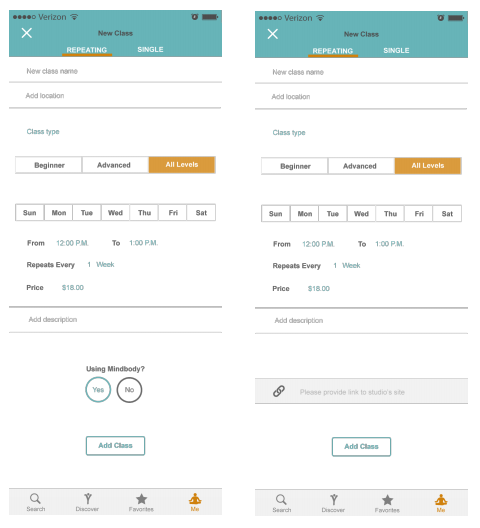 Verizon
New Class
REPEATING SINGLE
New class name
Add location
Class type
Beginner Advanced All Levels
Sun Mon Tue Wed Thu Fri Sat
From 12:00 P.M. To 1:00 P.M.
Repeats Every 1 Week
Price $18.00
Add description
Using Mindbody?
Yes No
Add Class
Search Discover Favorites Me
Verizon
New Class
REPEATING SINGLE
New class name
Add location
Class type
Beginner Advanced All Levels
Sun Mon Tue Wed Thu Fri Sat
From 12:00 P.M. To 1:00 P.M.
Repeats Every 1 Week
Price $18.00
Add description
Please provide link to studio's site
Add Class
Search Discover Favorites Me